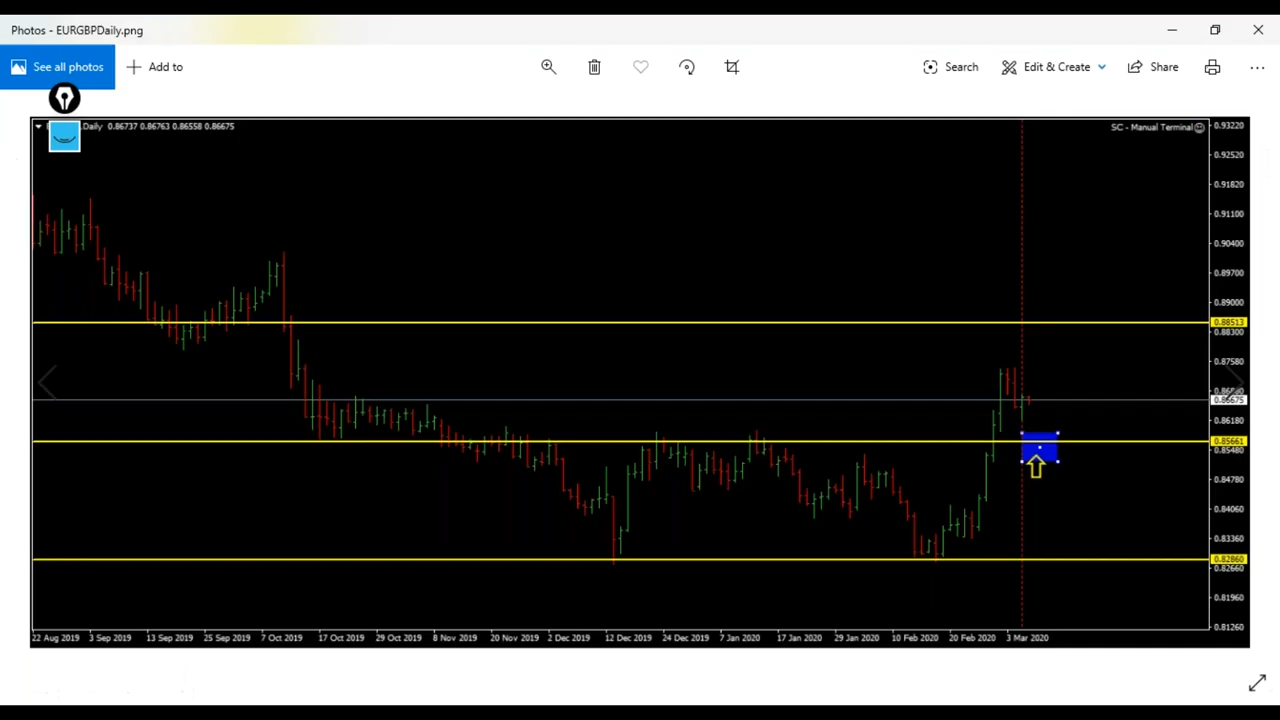 Photos - EURGBPDaily.png
See all photos
Add to
Search
Edit & Create
Share
Daily 0.86737 0.86763 0.86558 0.86675
SC - Manual Terminal
0.93220
0.92520
0.91820
0.91100
0.90400
0.89700
0.89000
0.88513
0.88300
0.87580
0.86675
0.86180
0.85661
0.85480
0.84780
0.84060
0.83360
0.82860
0.82660
0.81960
0.81260
22 Aug 2019 3 Sep 2019 13 Sep 2019 25 Sep 2019 7 Oct 2019 17 Oct 2019 29 Oct 2019 8 Nov 2019 20 Nov 2019 2 Dec 2019 12 Dec 2019 24 Dec 2019 7 Jan 2020 17 Jan 2020 29 Jan 2020 10 Feb 2020 20 Feb 2020 3 Mar 2020